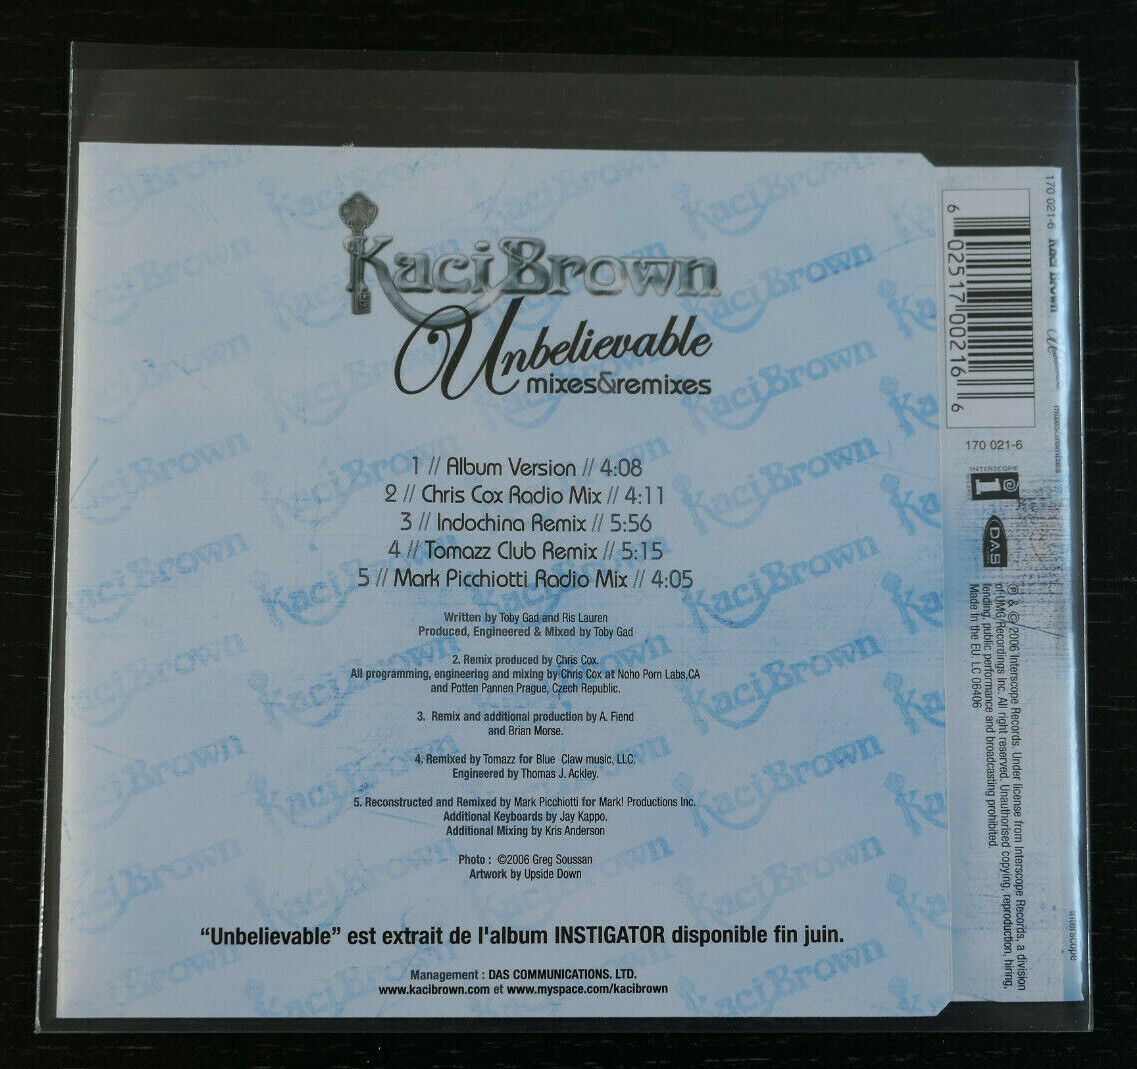 Kaci Brown
Unbelievable
mixes&remixes
1 // Album Version // 4:08
2 // Chris Cox Radio Mix // 4:11
3 // Indochina Remix // 5:56
4 // Tomazz Club Remix // 5:15
5 // Mark Picchiotti Radio Mix // 4:05
Written by Toby Gad and Ris Lauren
Produced, Engineered & Mixed by Toby Gad
2. Remix produced by Chris Cox.
All programming, engineering and mixing by Chris Cox at Noho Porn Labs,CA
and Potten Pannen Prague, Czech Republic.
3. Remix and additional production by A. Fiend
and Brian Morse.
4. Remixed by Tomazz for Blue Claw music, LLC.
Engineered by Thomas J. Ackley.
5. Reconstructed and Remixed by Mark Picchiotti for Mark! Productions Inc.
Additional Keyboards by Jay Kappo.
Additional Mixing by Kris Anderson
Photo : ©2006 Greg Soussan
Artwork by Upside Down
“Unbelievable” est extrait de l'album INSTIGATOR disponible fin juin.
Management : DAS COMMUNICATIONS. LTD.
www.kacibrown.com et www.myspace.com/kacibrown
6 02517 00216 6
170 021-6
INTERSCOPE
DAS
℗ & © 2006 Interscope Records. Under license from Interscope Records, a division
of UMG Recordings Inc. All right reserved. Unauthorised copying, reproduction, hiring,
lending, public performance and broadcasting prohibited.
Made In the EU. LC 06406
170 021-6 Kaci Brown mixes&remixes interscope